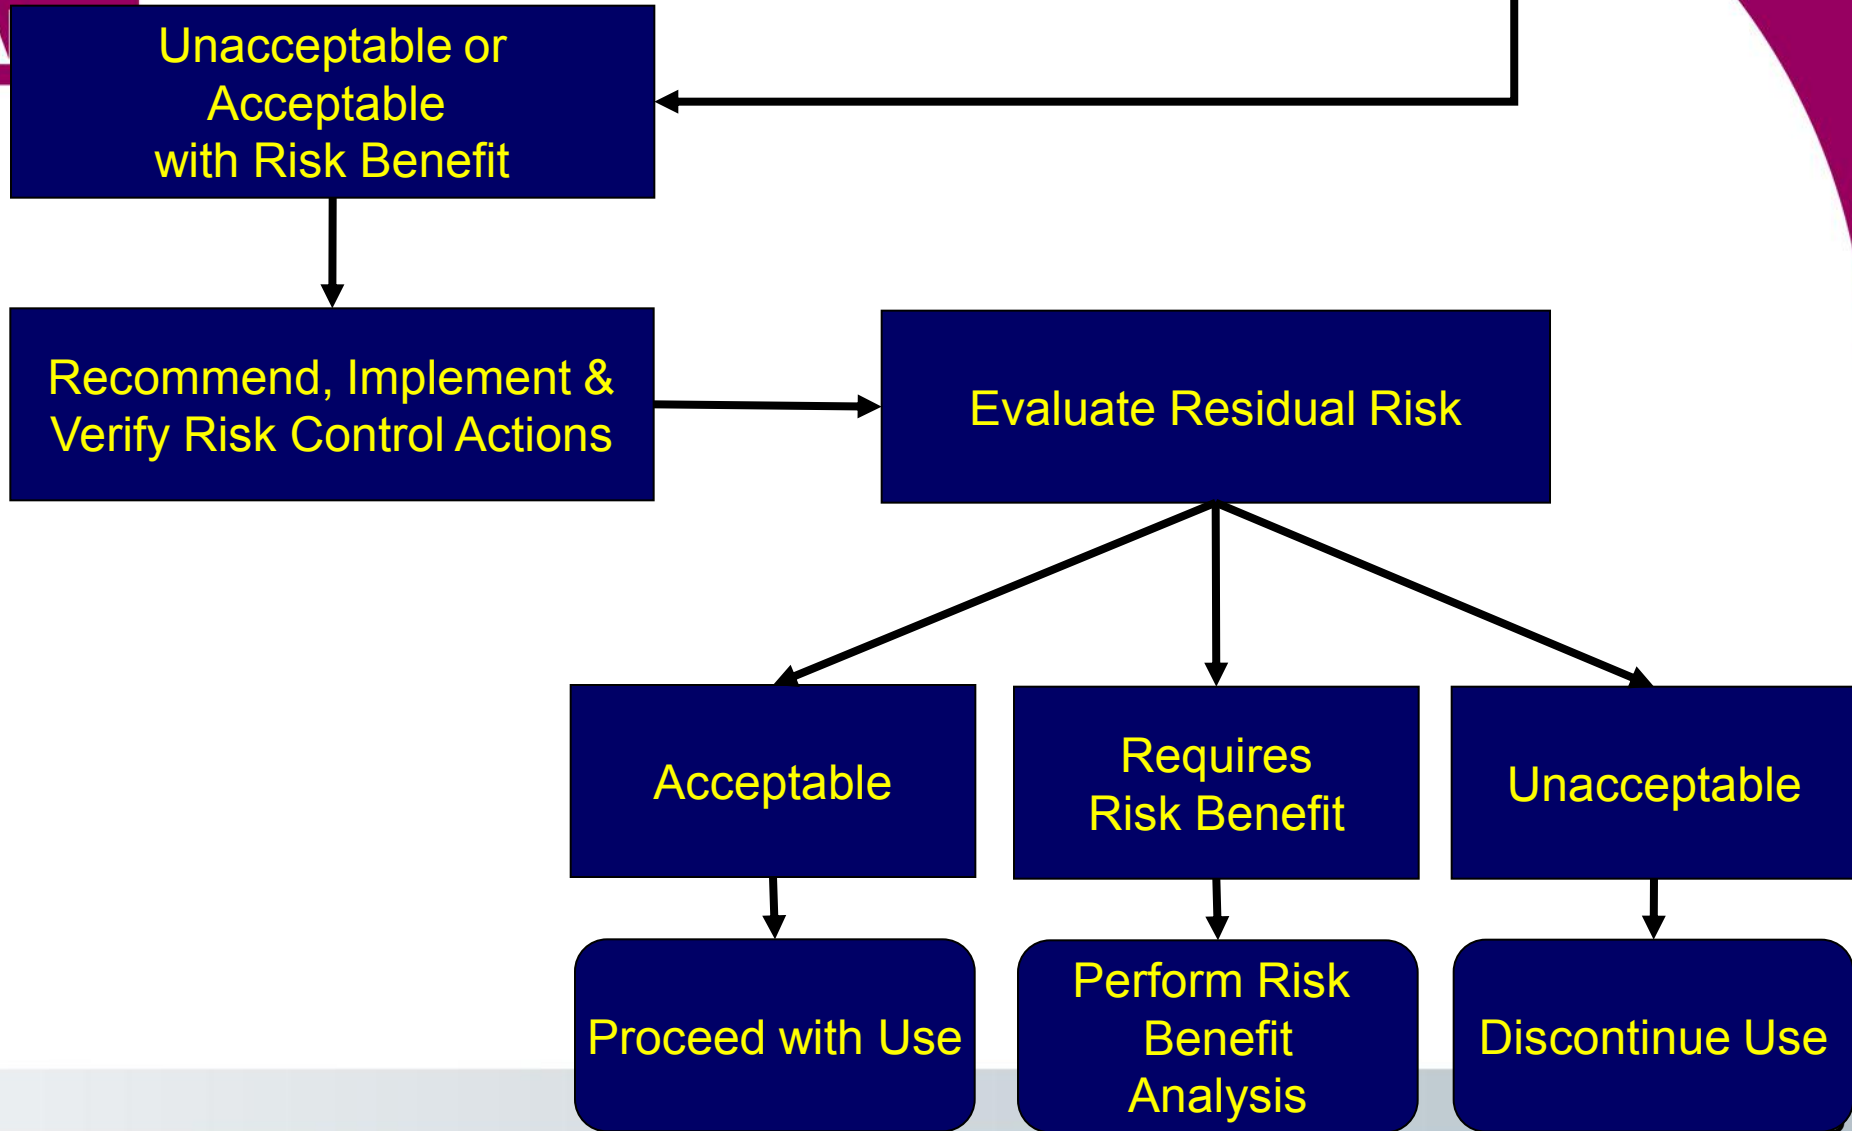 Unacceptable or
Acceptable
with Risk Benefit
Recommend, Implement &
Verify Risk Control Actions
Evaluate Residual Risk
Acceptable
Requires
Risk Benefit
Unacceptable
Proceed with Use
Perform Risk
Benefit
Analysis
Discontinue Use